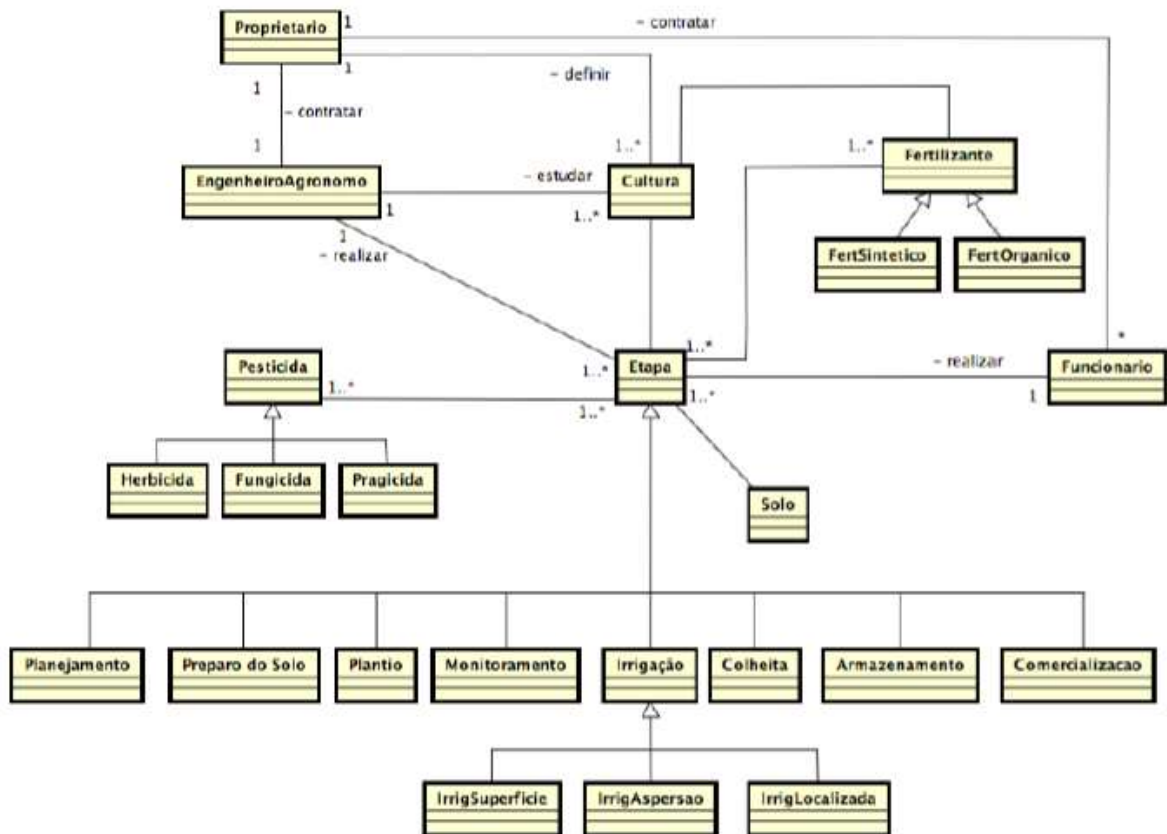 Proprietario
1
- contratar
1
- definir
1
- contratar
1
1..*
1..*
Fertilizante
EngenheiroAgronomo
- estudar
Cultura
1
1..*
1
- realizar
FertSintetico
FertOrganico
*
1..*
Pesticida
1..*
Etapa
- realizar
Funcionario
1..*
1..*
1..*
1
Herbicida
Fungicida
Pragicida
Solo
Planejamento
Preparo do Solo
Plantio
Monitoramento
Irrigação
Colheita
Armazenamento
Comercializacao
IrrigSuperficie
IrrigAspersao
IrrigLocalizada